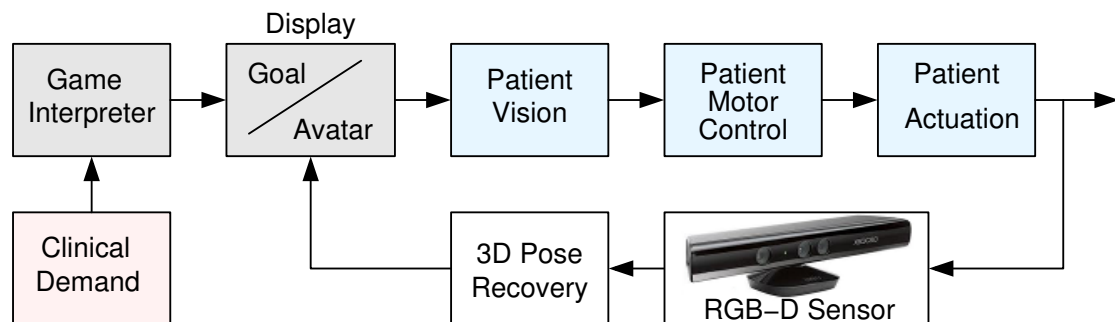 Display
Game
Interpreter
Goal
Avatar
Patient
Vision
Patient
Motor
Control
Patient
Actuation
Clinical
Demand
3D Pose
Recovery
XBOX360
RGB−D Sensor